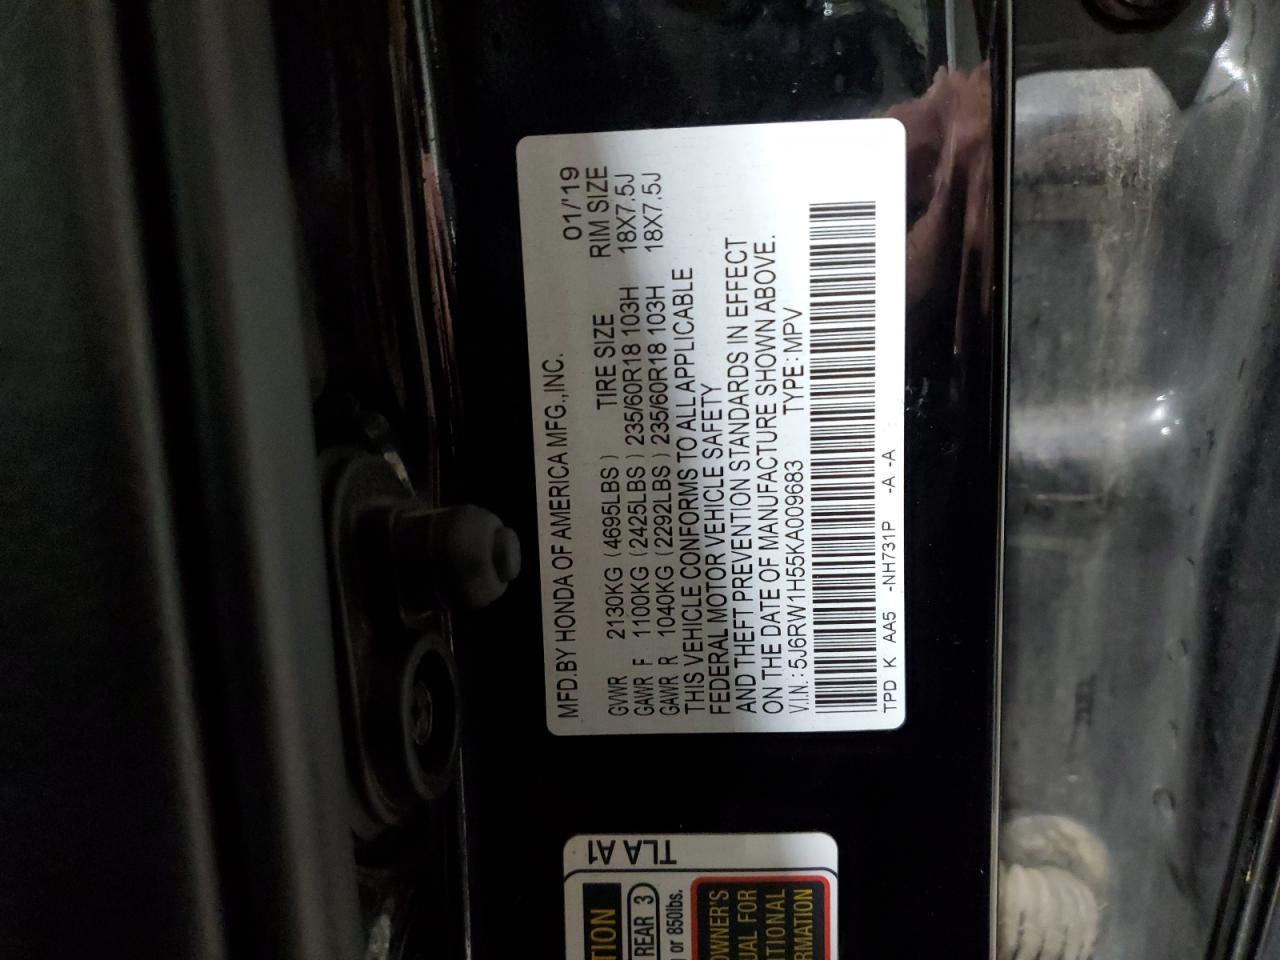 MFD.BY HONDA OF AMERICA MFG.,INC. 01/'19
TIRE SIZE RIM SIZE
GVWR 2130KG (4695LBS)
GAWR F 1100KG (2425LBS) 235/60R18 103H 18X7.5J
GAWR R 1040KG (2292LBS) 235/60R18 103H 18X7.5J
THIS VEHICLE CONFORMS TO ALL APPLICABLE
FEDERAL MOTOR VEHICLE SAFETY
AND THEFT PREVENTION STANDARDS IN EFFECT
ON THE DATE OF MANUFACTURE SHOWN ABOVE.
V.I.N.: 5J6RW1H55KA009683 TYPE: MPV
TPD K AA5 -NH731P -A -A
TLA A1
TION
REAR 3
or 850lbs.
OWNER'S
UAL FOR
TIONAL
RMATION